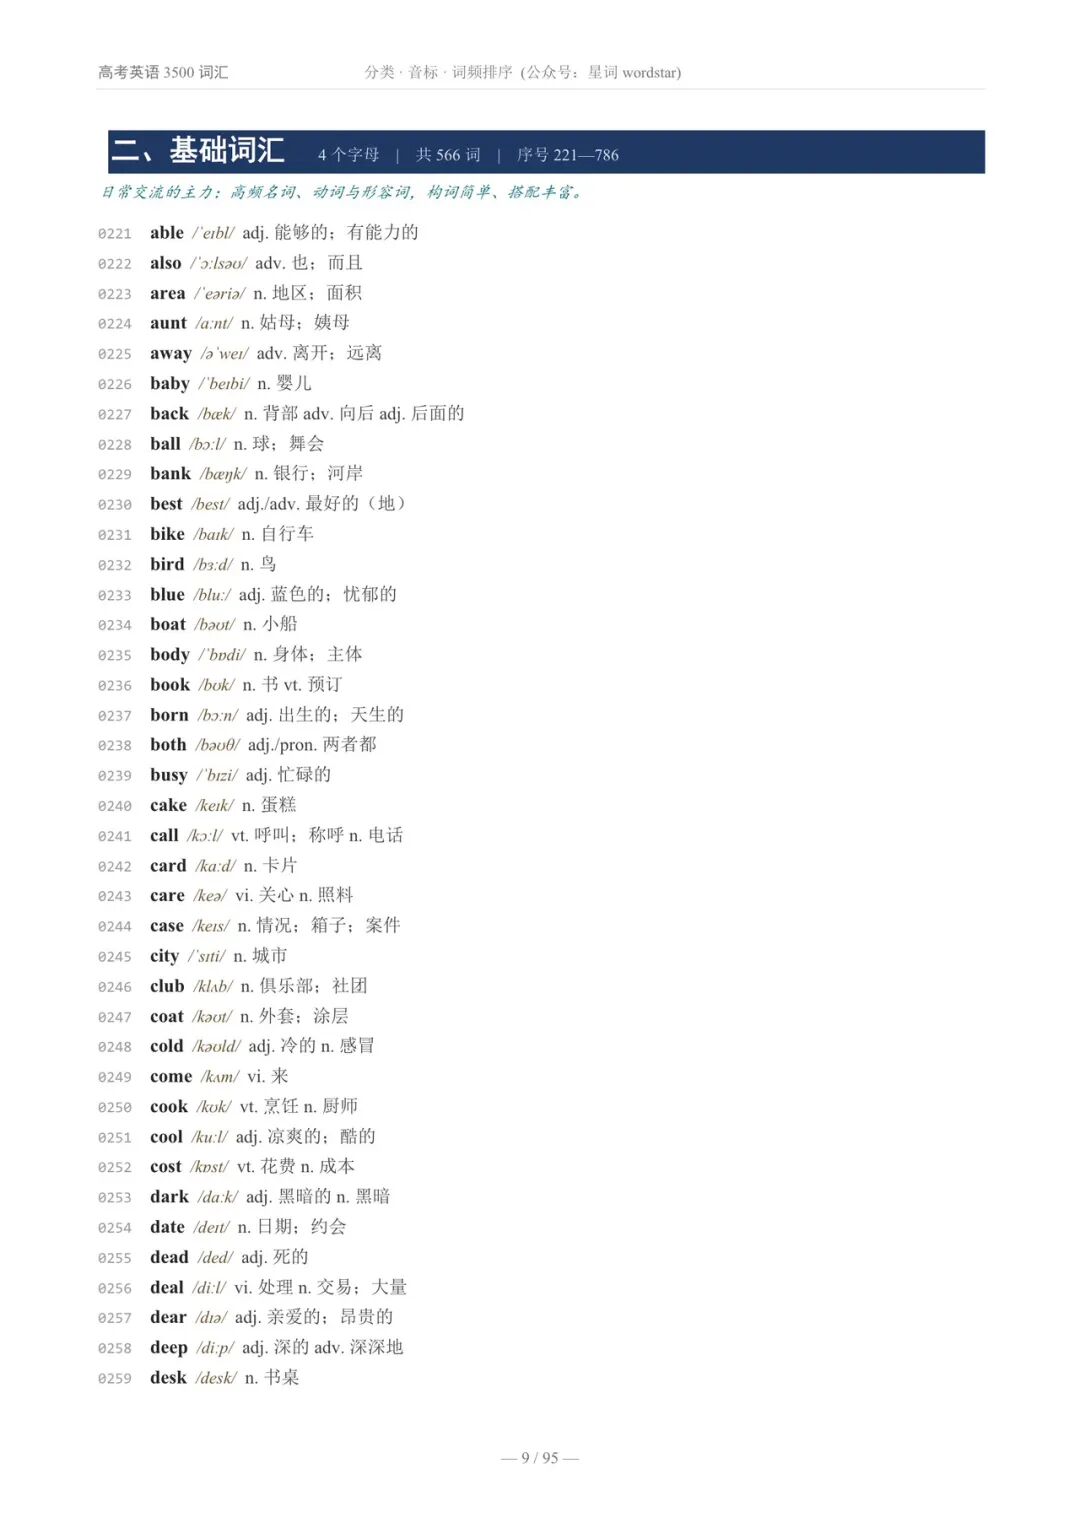 高考英语 3500 词汇 分类 · 音标 · 词频排序 (公众号：星词 wordstar)
二、基础词汇 4 个字母 | 共 566 词 | 序号 221—786
日常交流的主力：高频名词、动词与形容词，构词简单、搭配丰富。
0221 able /ˈeɪbl/ adj. 能够的；有能力的
0222 also /ˈɔːlsəʊ/ adv. 也；而且
0223 area /ˈeəriə/ n. 地区；面积
0224 aunt /ɑːnt/ n. 姑母；姨母
0225 away /əˈweɪ/ adv. 离开；远离
0226 baby /ˈbeɪbi/ n. 婴儿
0227 back /bæk/ n. 背部 adv. 向后 adj. 后面的
0228 ball /bɔːl/ n. 球；舞会
0229 bank /bæŋk/ n. 银行；河岸
0230 best /best/ adj./adv. 最好的（地）
0231 bike /baɪk/ n. 自行车
0232 bird /bɜːd/ n. 鸟
0233 blue /bluː/ adj. 蓝色的；忧郁的
0234 boat /bəʊt/ n. 小船
0235 body /ˈbɒdi/ n. 身体；主体
0236 book /bʊk/ n. 书 vt. 预订
0237 born /bɔːn/ adj. 出生的；天生的
0238 both /bəʊθ/ adj./pron. 两者都
0239 busy /ˈbɪzi/ adj. 忙碌的
0240 cake /keɪk/ n. 蛋糕
0241 call /kɔːl/ vt. 呼叫；称呼 n. 电话
0242 card /kɑːd/ n. 卡片
0243 care /keə/ vi. 关心 n. 照料
0244 case /keɪs/ n. 情况；箱子；案件
0245 city /ˈsɪti/ n. 城市
0246 club /klʌb/ n. 俱乐部；社团
0247 coat /kəʊt/ n. 外套；涂层
0248 cold /kəʊld/ adj. 冷的 n. 感冒
0249 come /kʌm/ vi. 来
0250 cook /kʊk/ vt. 烹饪 n. 厨师
0251 cool /kuːl/ adj. 凉爽的；酷的
0252 cost /kɒst/ vt. 花费 n. 成本
0253 dark /dɑːk/ adj. 黑暗的 n. 黑暗
0254 date /deɪt/ n. 日期；约会
0255 dead /ded/ adj. 死的
0256 deal /diːl/ vi. 处理 n. 交易；大量
0257 dear /dɪə/ adj. 亲爱的；昂贵的
0258 deep /diːp/ adj. 深的 adv. 深深地
0259 desk /desk/ n. 书桌
— 9 / 95 —